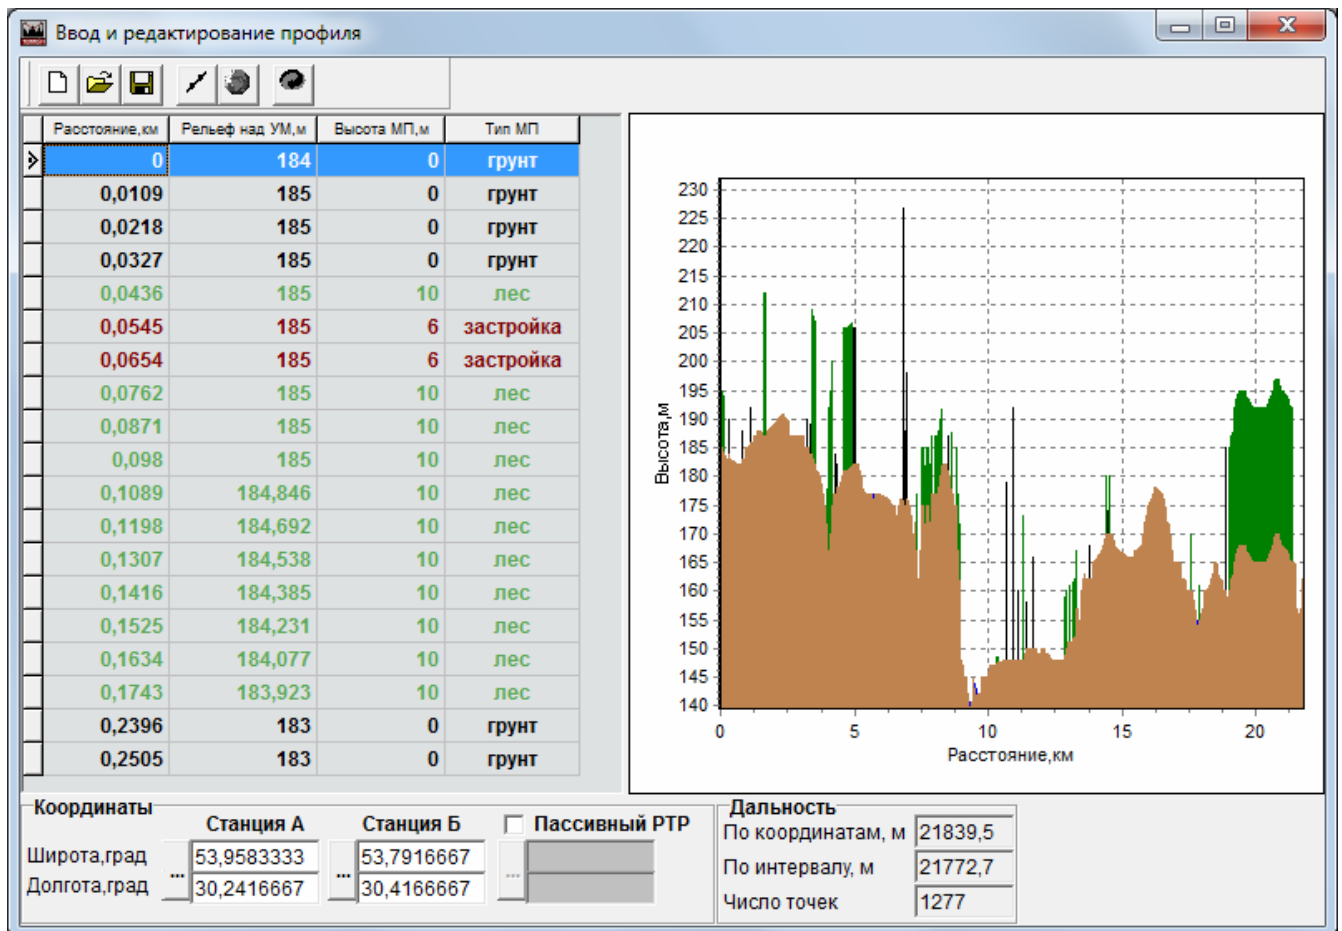 Ввод и редактирование профиля
Расстояние,км Рельеф над УМ,м Высота МП,м Тип МП
0 184 0 грунт
0,0109 185 0 грунт
0,0218 185 0 грунт
0,0327 185 0 грунт
0,0436 185 10 лес
0,0545 185 6 застройка
0,0654 185 6 застройка
0,0762 185 10 лес
0,0871 185 10 лес
0,098 185 10 лес
0,1089 184,846 10 лес
0,1198 184,692 10 лес
0,1307 184,538 10 лес
0,1416 184,385 10 лес
0,1525 184,231 10 лес
0,1634 184,077 10 лес
0,1743 183,923 10 лес
0,2396 183 0 грунт
0,2505 183 0 грунт
Высота,м
230
225
220
215
210
205
200
195
190
185
180
175
170
165
160
155
150
145
140
0 5 10 15 20
Расстояние,км
Координаты
Станция А Станция Б Пассивный РТР
Широта,град ... 53,9583333 ... 53,7916667 ...
Долгота,град 30,2416667 30,4166667
Дальность
По координатам, м 21839,5
По интервалу, м 21772,7
Число точек 1277